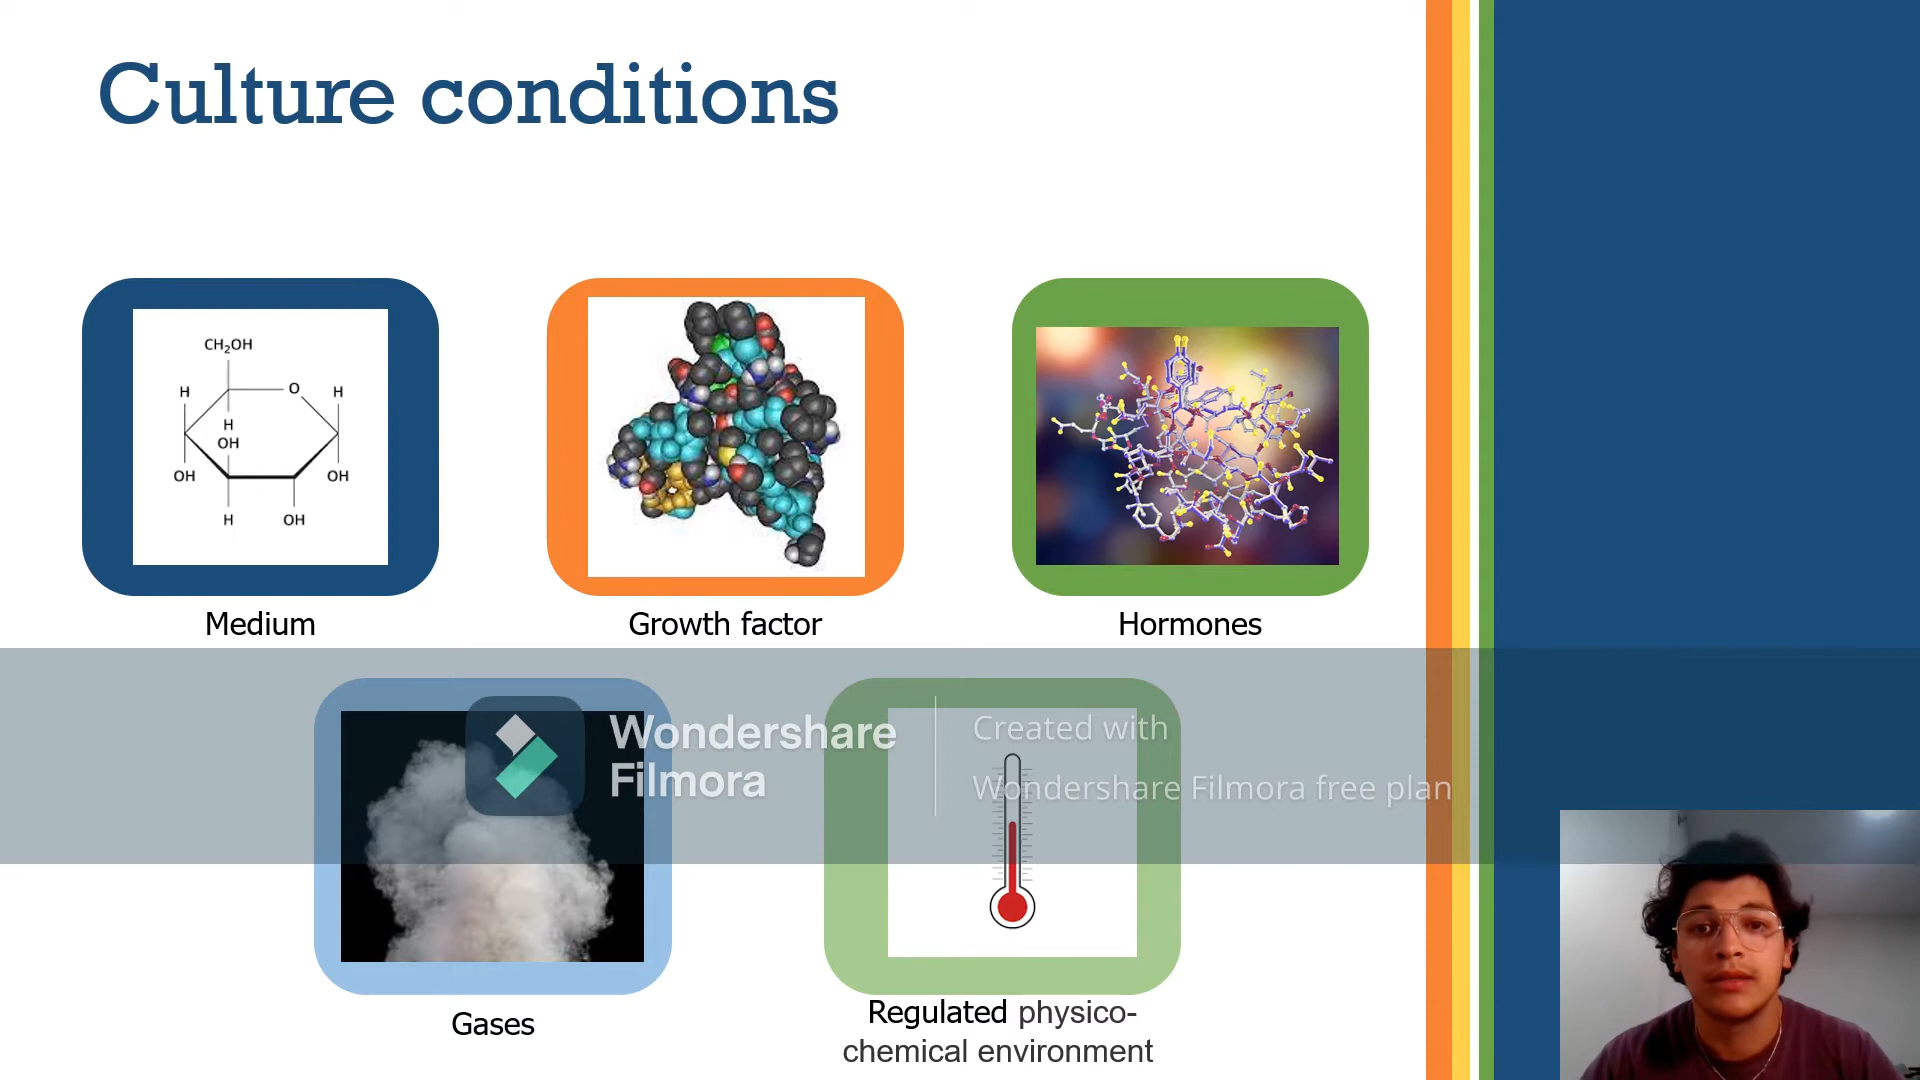 Culture conditions
CH2OH
H
O
H
H
OH
OH
OH
H
OH
Medium
Growth factor
Hormones
Wondershare
Filmora
Created with
Wondershare Filmora free plan
Gases
Regulated physico-
chemical environment